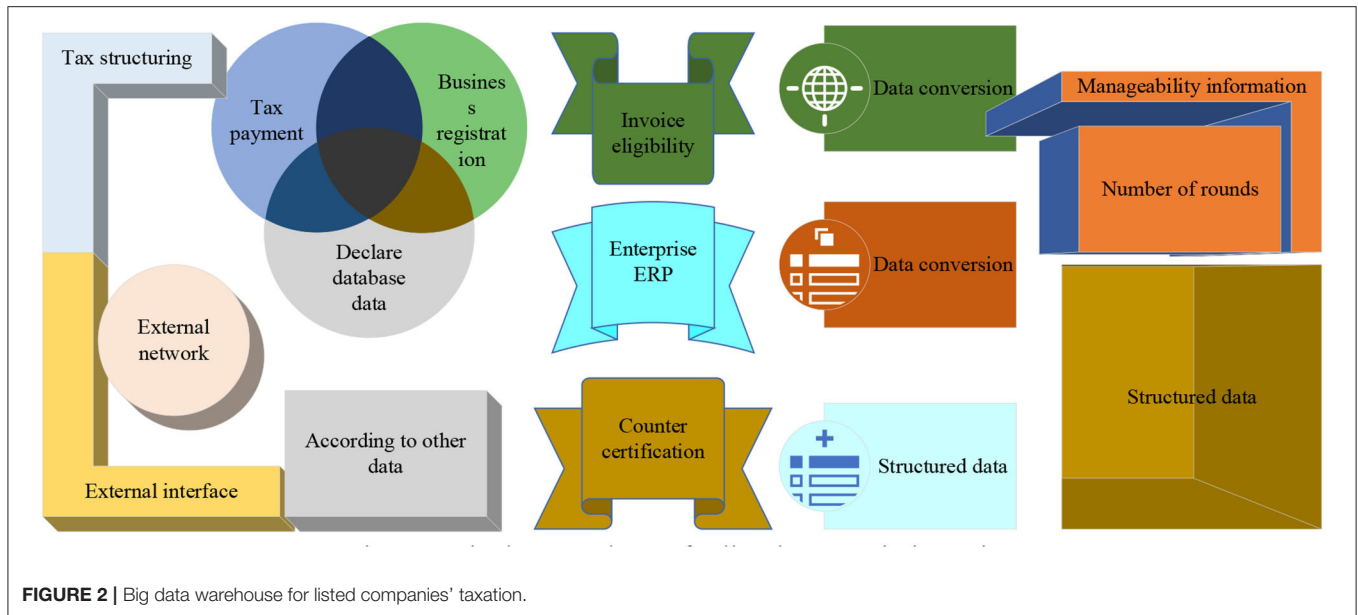 Tax structuring
Tax
payment
Busines
s
registrat
ion
Declare
database
data
External
network
According to other
data
External interface
Invoice
eligibility
Enterprise
ERP
Counter
certification
Data conversion
Data conversion
Structured data
Manageability information
Number of rounds
Structured data
FIGURE 2 | Big data warehouse for listed companies' taxation.